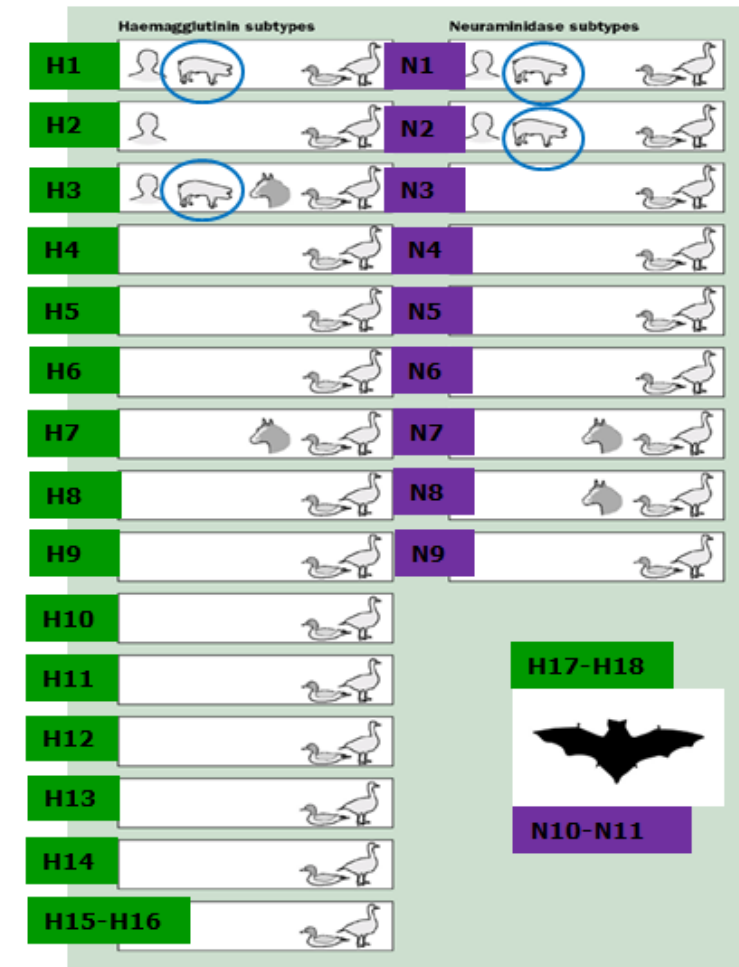 Haemagglutinin subtypes
Neuraminidase subtypes
H1
N1
H2
N2
H3
N3
H4
N4
H5
N5
H6
N6
H7
N7
H8
N8
H9
N9
H10
H11
H12
H13
H14
H15-H16
H17-H18
N10-N11